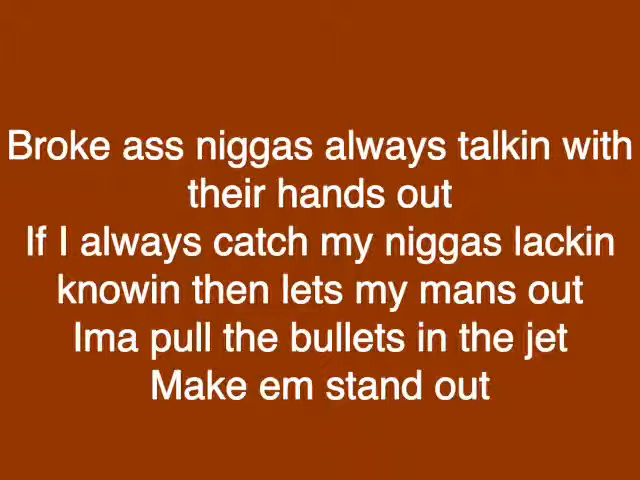 Broke ass niggas always talkin with
their hands out
If I always catch my niggas lackin
knowin then lets my mans out
Ima pull the bullets in the jet
Make em stand out